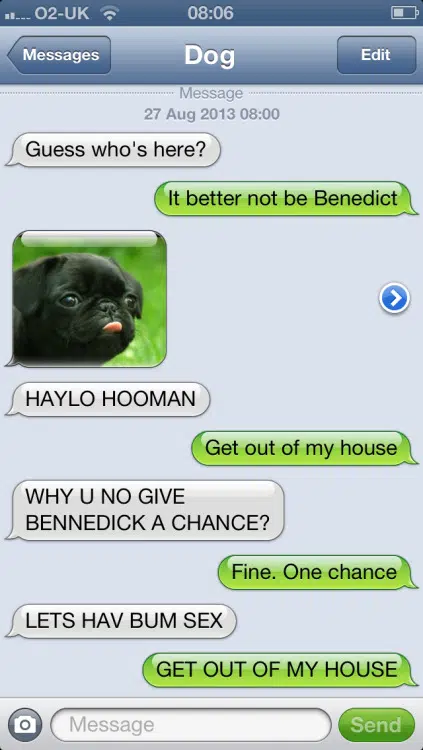 O2-UK 08:06
Messages Dog Edit
Message
27 Aug 2013 08:00
Guess who's here?
It better not be Benedict
HAYLO HOOMAN
Get out of my house
WHY U NO GIVE
BENNEDICK A CHANCE?
Fine. One chance
LETS HAV BUM SEX
GET OUT OF MY HOUSE
Message Send